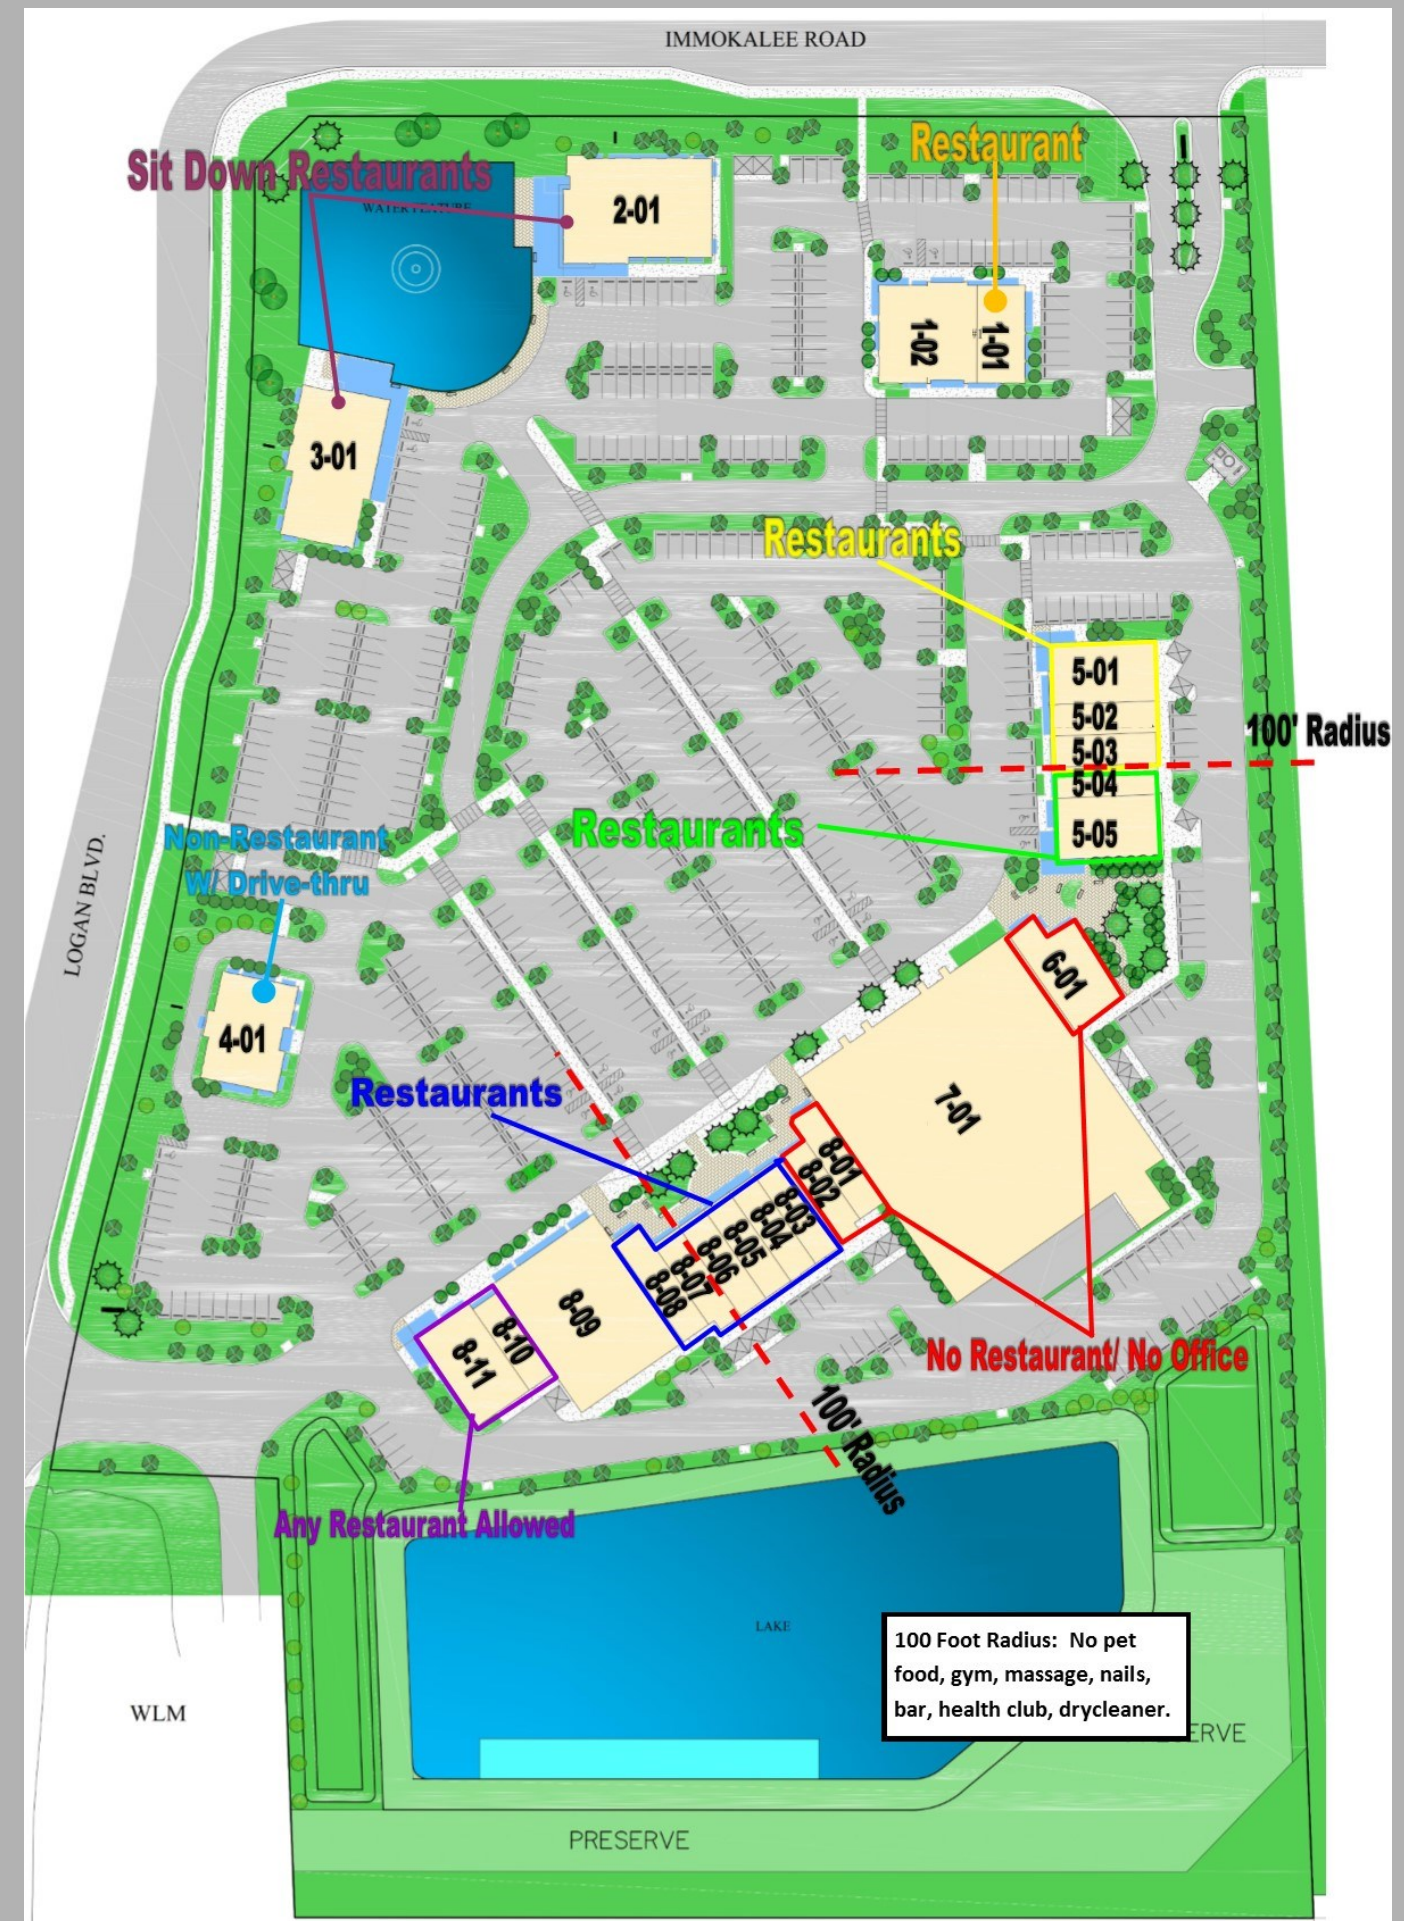 IMMOKALEE ROAD
Restaurant
Sit Down Restaurants
WATER FEATURE
2-01
1-02
1-01
3-01
Restaurants
5-01
5-02
5-03
100' Radius
5-04
5-05
Restaurants
Non-Restaurant
W/ Drive-thru
LOGAN BLVD.
4-01
6-01
7-01
Restaurants
8-01
8-02
8-03
8-04
8-05
8-06
8-07
8-08
8-09
8-10
8-11
No Restaurant/ No Office
100' Radius
Any Restaurant Allowed
LAKE
100 Foot Radius: No pet
food, gym, massage, nails,
bar, health club, drycleaner.
WLM
ERVE
PRESERVE